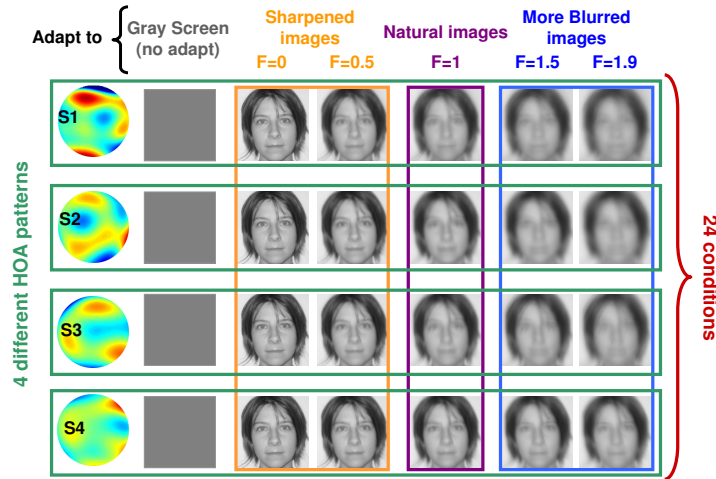 Adapt to
Gray Screen
(no adapt)
Sharpened
images
F=0
F=0.5
Natural images
F=1
More Blurred
images
F=1.5
F=1.9
4 different HOA patterns
S1
S2
S3
S4
24 conditions